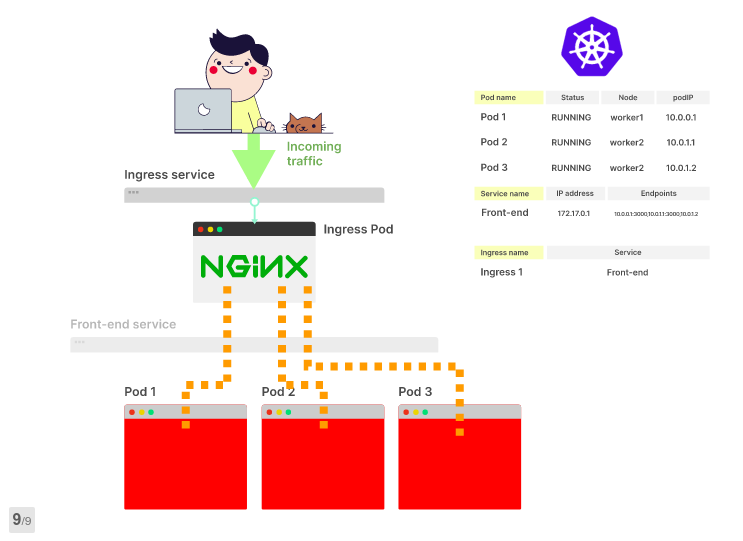 Incoming
traffic
Ingress service
Ingress Pod
NGINX
Front-end service
Pod 1
Pod 2
Pod 3
Pod name Status Node podIP
Pod 1 RUNNING worker1 10.0.0.1
Pod 2 RUNNING worker2 10.0.1.1
Pod 3 RUNNING worker2 10.0.1.2
Service name IP address Endpoints
Front-end 172.17.0.1 10.0.0.1:3000,10.0.1.1:3000,10.0.1.2
Ingress name Service
Ingress 1 Front-end
9/9